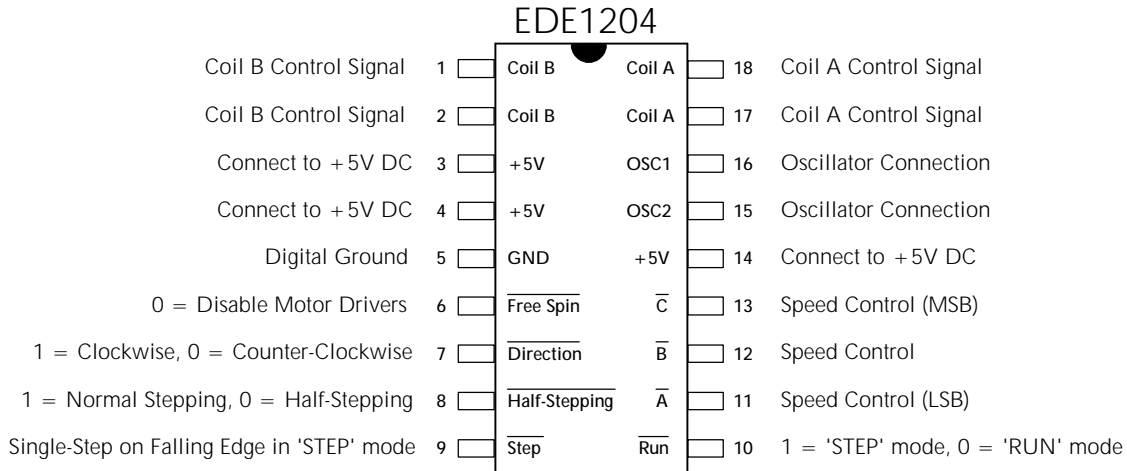 EDE1204
Coil B Control Signal 1 Coil B Coil A 18 Coil A Control Signal
Coil B Control Signal 2 Coil B Coil A 17 Coil A Control Signal
Connect to +5V DC 3 +5V OSC1 16 Oscillator Connection
Connect to +5V DC 4 +5V OSC2 15 Oscillator Connection
Digital Ground 5 GND +5V 14 Connect to +5V DC
0 = Disable Motor Drivers 6 Free Spin C 13 Speed Control (MSB)
1 = Clockwise, 0 = Counter-Clockwise 7 Direction B 12 Speed Control
1 = Normal Stepping, 0 = Half-Stepping 8 Half-Stepping A 11 Speed Control (LSB)
Single-Step on Falling Edge in 'STEP' mode 9 Step Run 10 1 = 'STEP' mode, 0 = 'RUN' mode